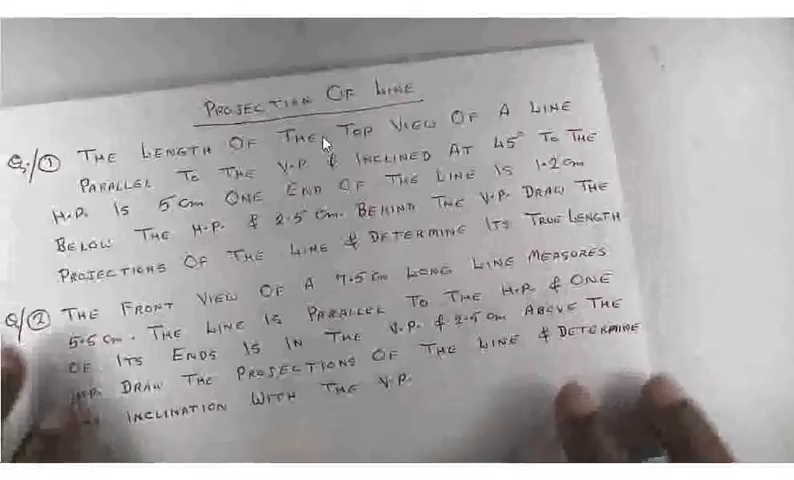 PROJECTION OF LINE
Q/① THE LENGTH OF THE TOP VIEW OF A LINE
PARALLEL TO THE V.P. & INCLINED AT 45° TO THE
H.P. IS 5 cm ONE END OF THE LINE IS 1.2 cm
BELOW THE H.P. & 2.5 cm. BEHIND THE V.P. DRAW THE
PROJECTIONS OF THE LINE & DETERMINE ITS TRUE LENGTH
Q/② THE FRONT VIEW OF A 7.5 cm LONG LINE MEASURES
5.5 cm. THE LINE IS PARALLEL TO THE H.P. & ONE
OF ITS ENDS IS IN THE V.P. & 2.5 cm ABOVE THE
H.P. DRAW THE PROJECTIONS OF THE LINE & DETERMINE
INCLINATION WITH THE V.P.